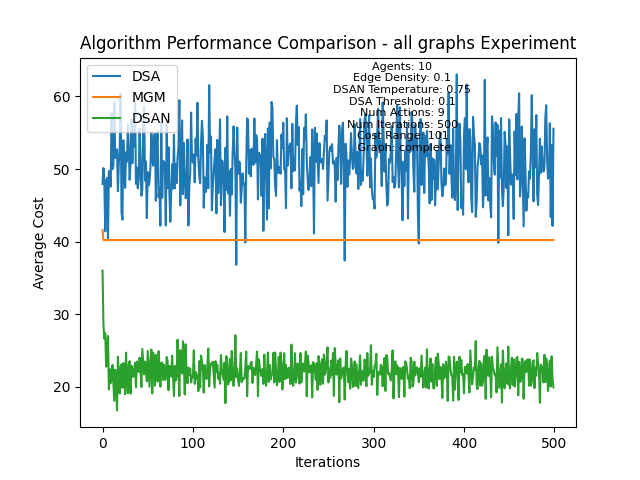 Algorithm Performance Comparison - all graphs Experiment
DSA
MGM
DSAN
Agents: 10
Edge Density: 0.1
DSAN Temperature: 0.75
DSA Threshold: 0.1
Num Actions: 9
Num Iterations: 500
Cost Range: 101
Graph: complete
Average Cost
60
50
40
30
20
0
100
200
300
400
500
Iterations